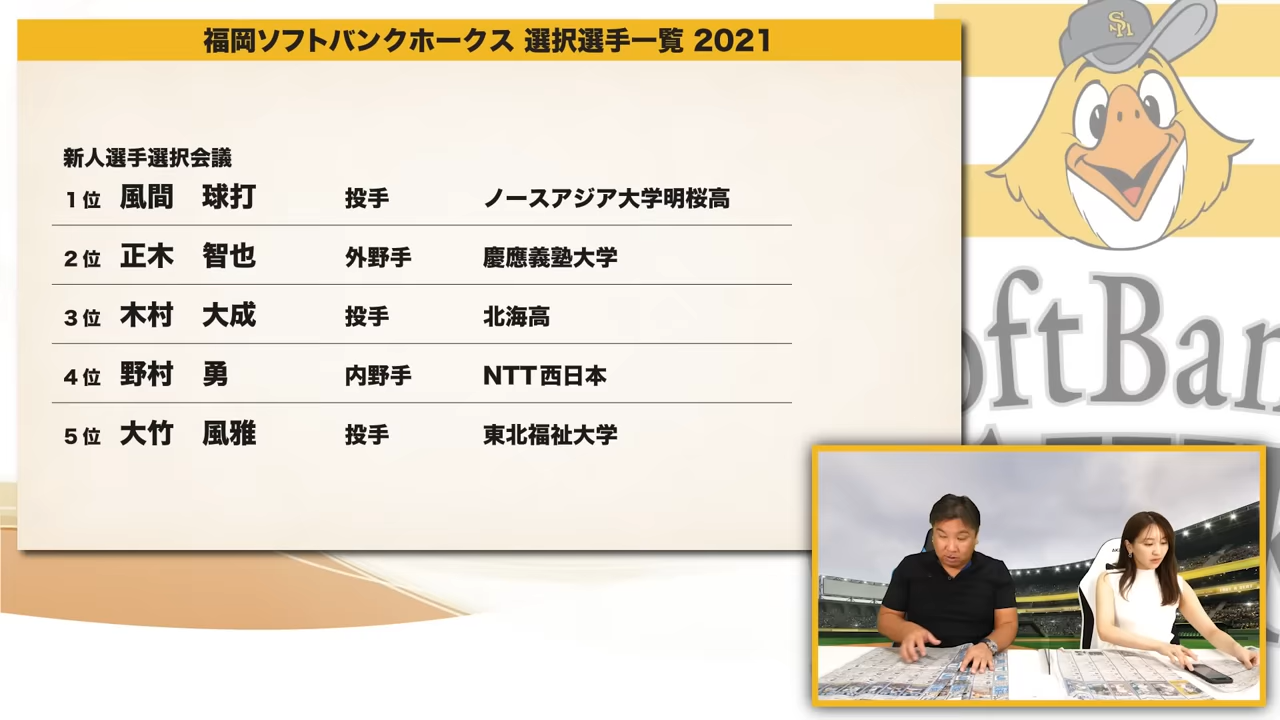 福岡ソフトバンクホークス 選択選手一覧 2021
新人選手選択会議
1位 風間 球打 投手 ノースアジア大学明桜高
2位 正木 智也 外野手 慶應義塾大学
3位 木村 大成 投手 北海高
4位 野村 勇 内野手 NTT西日本
5位 大竹 風雅 投手 東北福祉大学
SH
SoftBan